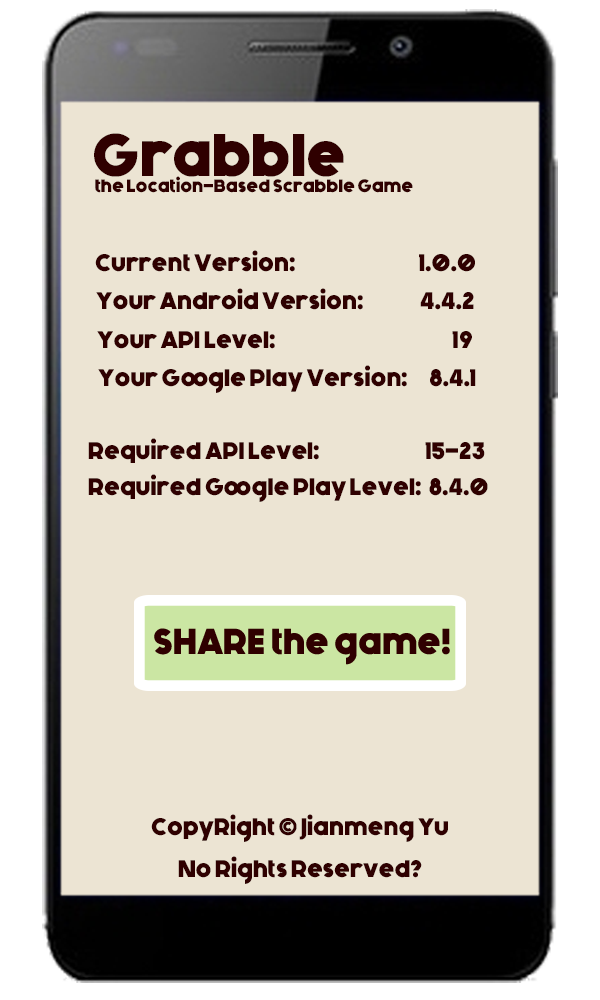 Grabble
the Location-Based Scrabble Game
Current Version: 1.0.0
Your Android Version: 4.4.2
Your API Level: 19
Your Google Play Version: 8.4.1
Required API Level: 15-23
Required Google Play Level: 8.4.0
SHARE the game!
CopyRight © Jianmeng Yu
No Rights Reserved?